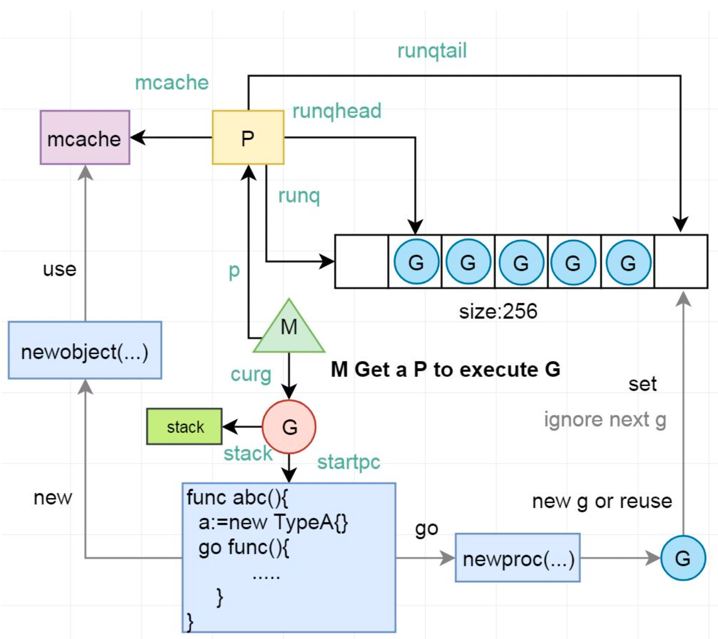 runqtail
mcache
runqhead
mcache
P
runq
G G G G G
use
p
size:256
M
newobject(...)
M Get a P to execute G
curg
set
stack
G
ignore next g
stack
startpc
new
func abc(){
a:=new TypeA{}
go func(){
.....
}
}
go
new g or reuse
newproc(...)
G